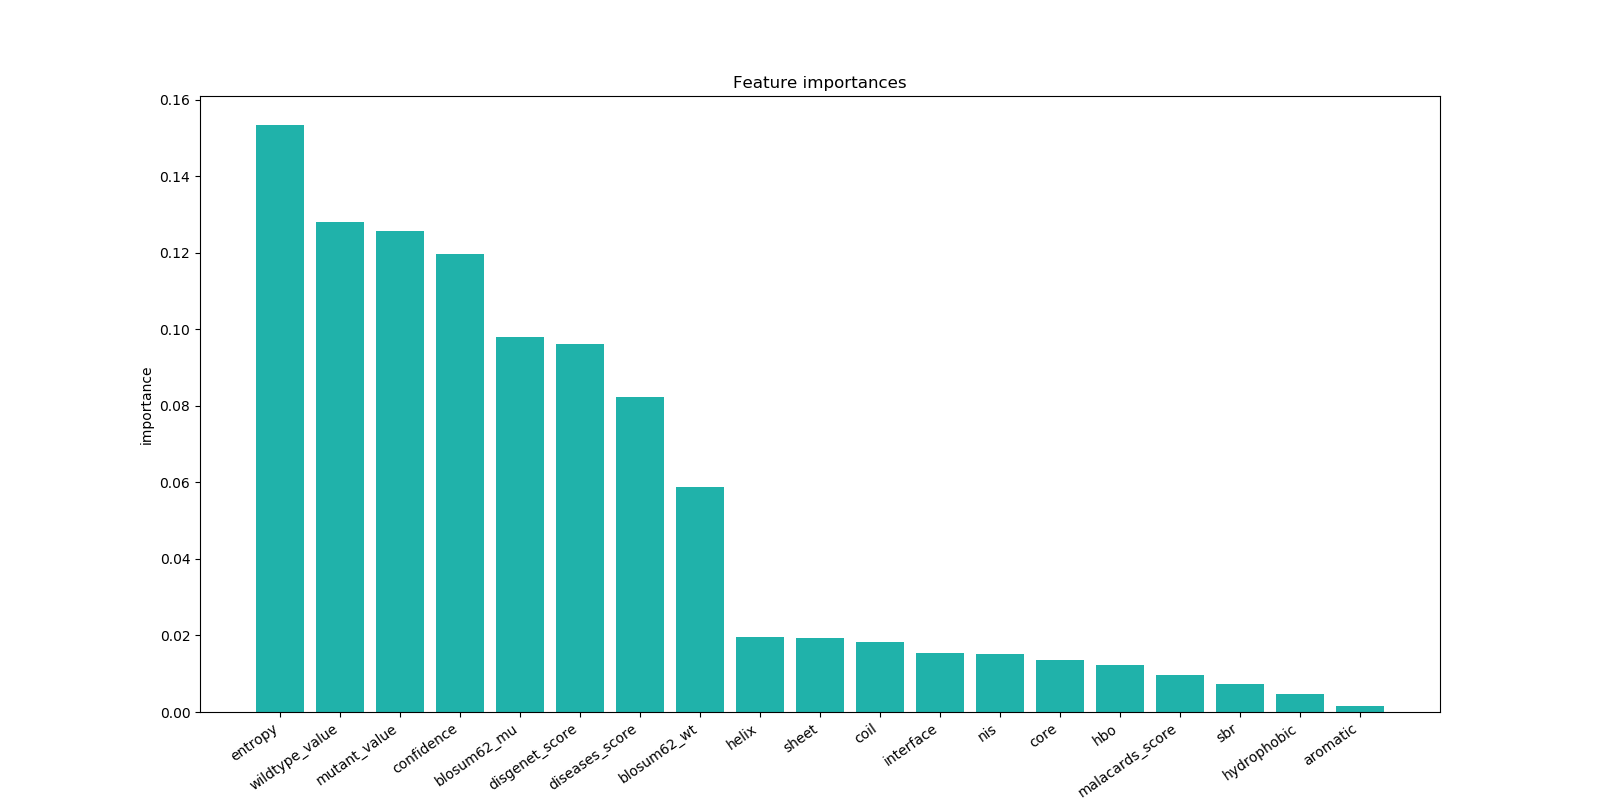 Feature importances
0.16
0.14
0.12
0.10
0.08
0.06
0.04
0.02
0.00
importance
entropy
wildtype_value
mutant_value
confidence
blosum62_mu
disgenet_score
diseases_score
blosum62_wt
helix
sheet
coil
interface
nis
core
hbo
malacards_score
sbr
hydrophobic
aromatic